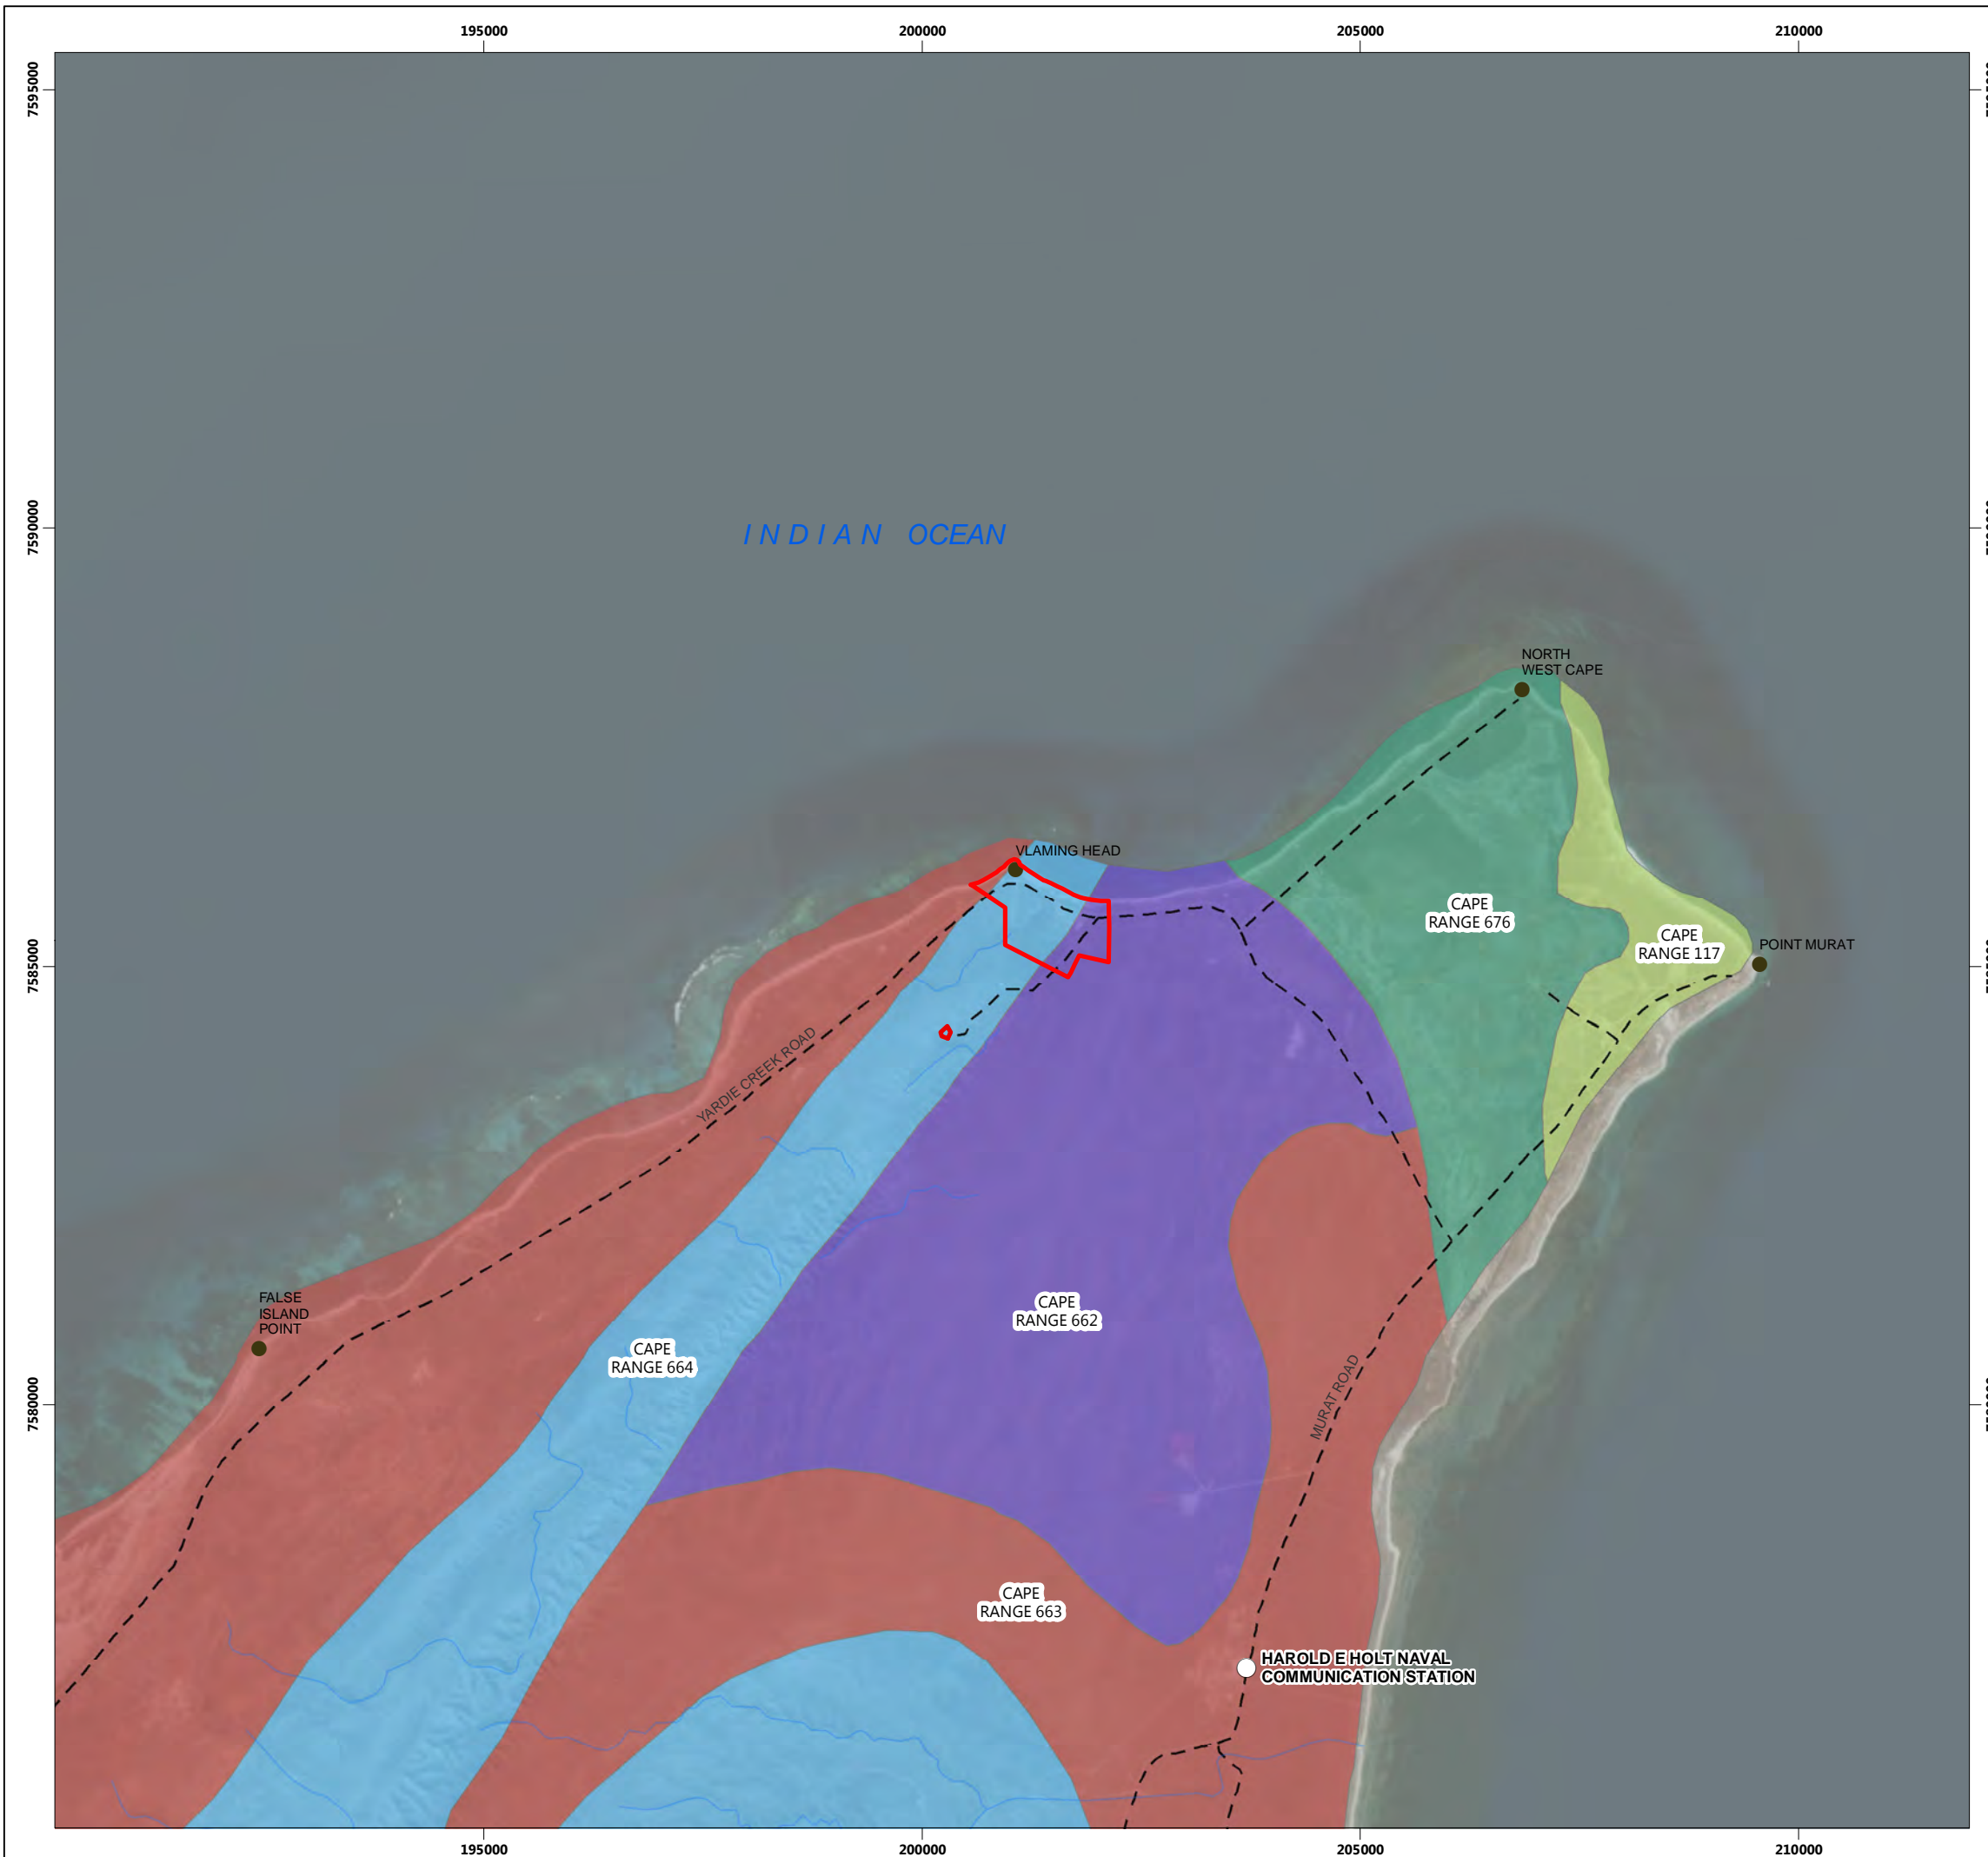 195000
200000
205000
210000
7595000
7590000
INDIAN OCEAN
NORTH
WEST CAPE
VLAMING HEAD
CAPE
RANGE 676
CAPE
RANGE 117
POINT MURAT
7585000
YARDIE CREEK ROAD
FALSE
ISLAND
POINT
CAPE
RANGE 662
CAPE
RANGE 664
MURAT ROAD
7580000
CAPE
RANGE 663
HAROLD E HOLT NAVAL
COMMUNICATION STATION
195000
200000
205000
210000